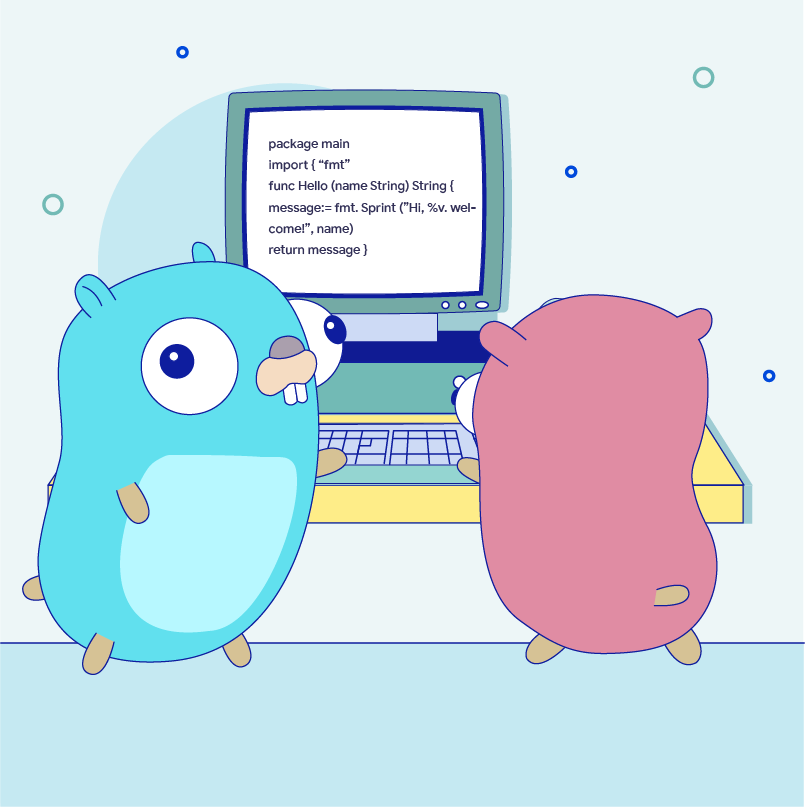 package main
import { “fmt”
func Hello (name String) String {
message:= fmt. Sprint (”Hi, %v. wel-
come!”, name)
return message }